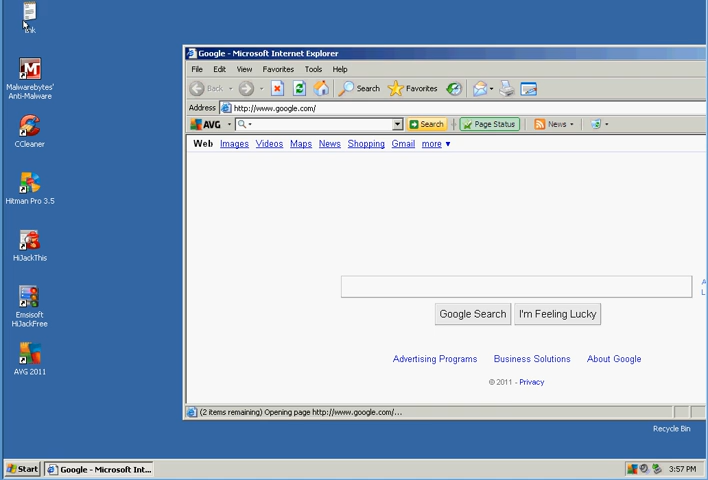 lnk
Malwarebytes'
Anti-Malware
CCleaner
Hitman Pro 3.5
HiJackThis
Emsisoft
HiJackFree
AVG 2011
Google - Microsoft Internet Explorer
File Edit View Favorites Tools Help
Back Search Favorites
Address http://www.google.com/
AVG Search Page Status News
Web Images Videos Maps News Shopping Gmail more
A
L
Google Search I'm Feeling Lucky
Advertising Programs Business Solutions About Google
© 2011 - Privacy
(2 items remaining) Opening page http://www.google.com/...
Recycle Bin
Start Google - Microsoft Int... 3:57 PM